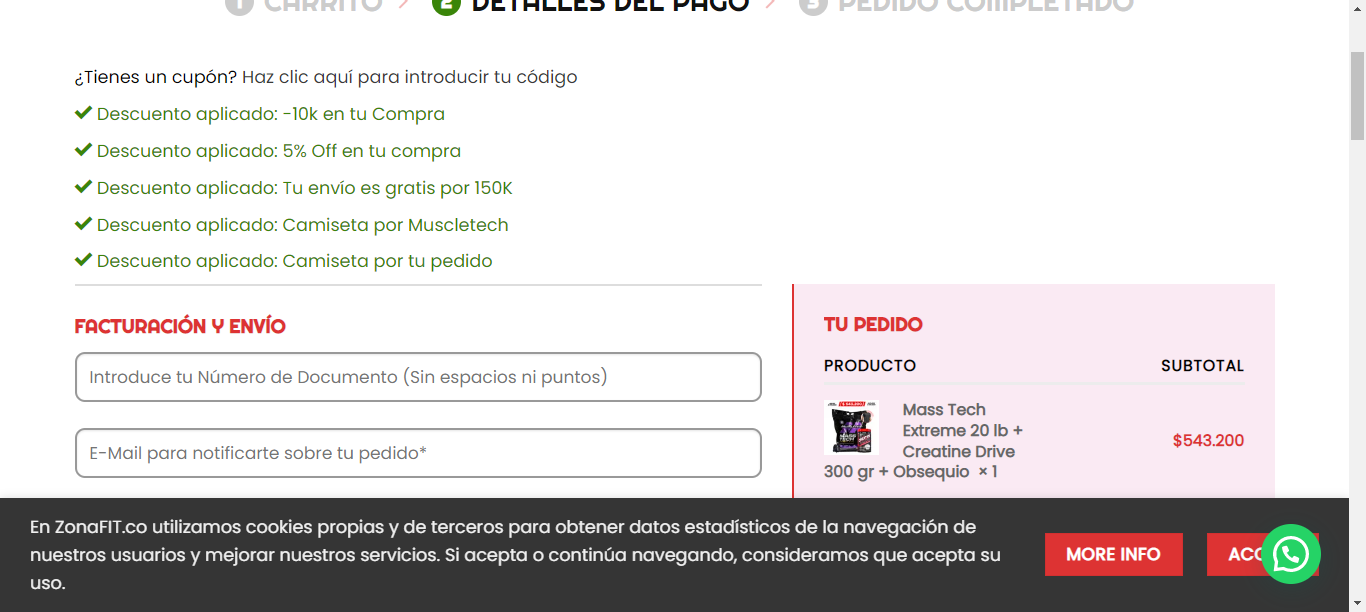 1 CARRITO 2 DETALLES DEL PAGO 3 PEDIDO COMPLETADO
¿Tienes un cupón? Haz clic aquí para introducir tu código
Descuento aplicado: -10k en tu Compra
Descuento aplicado: 5% Off en tu compra
Descuento aplicado: Tu envío es gratis por 150K
Descuento aplicado: Camiseta por Muscletech
Descuento aplicado: Camiseta por tu pedido
FACTURACIÓN Y ENVÍO
Introduce tu Número de Documento (Sin espacios ni puntos)
E-Mail para notificarte sobre tu pedido*
TU PEDIDO
PRODUCTO SUBTOTAL
Mass Tech
Extreme 20 lb +
Creatine Drive
300 gr + Obsequio × 1
$543.200
En ZonaFIT.co utilizamos cookies propias y de terceros para obtener datos estadísticos de la navegación de
nuestros usuarios y mejorar nuestros servicios. Si acepta o continúa navegando, consideramos que acepta su
uso.
MORE INFO